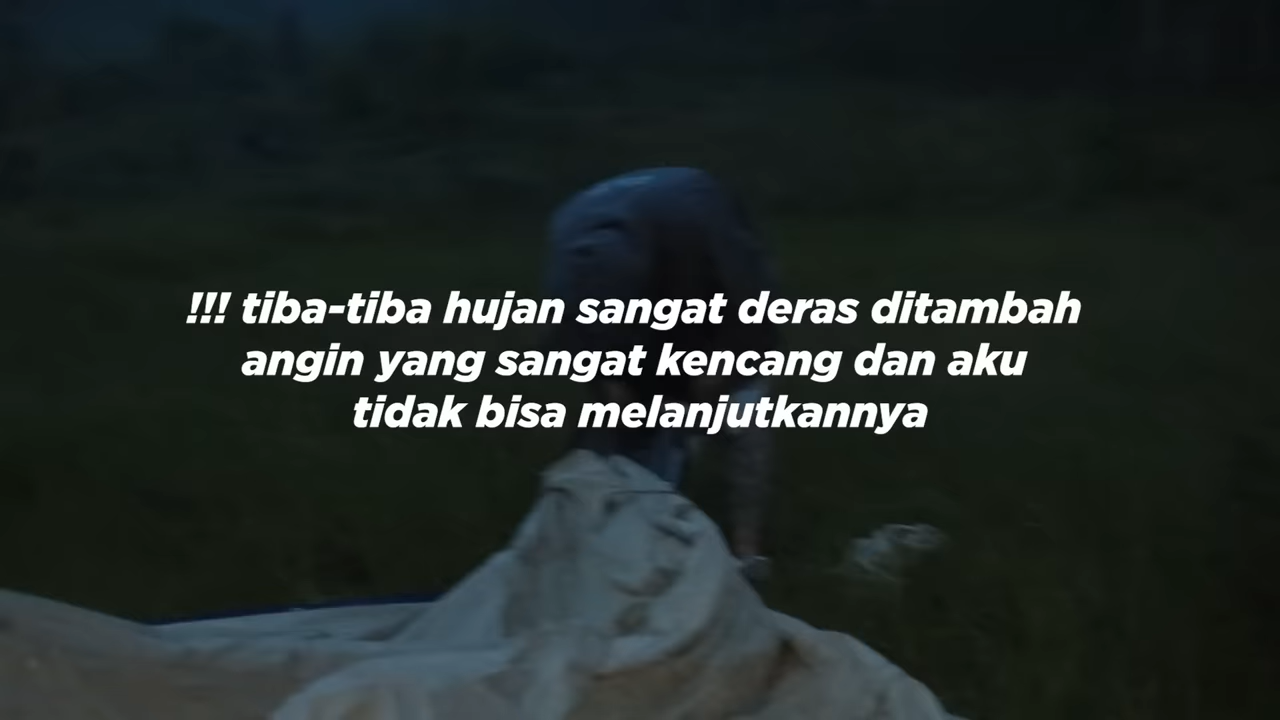 !!! tiba-tiba hujan sangat deras ditambah
angin yang sangat kencang dan aku
tidak bisa melanjutkannya